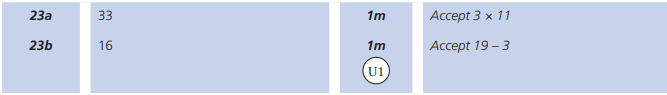 23a 33 1m Accept 3 × 11
23b 16 1m Accept 19 – 3
U1